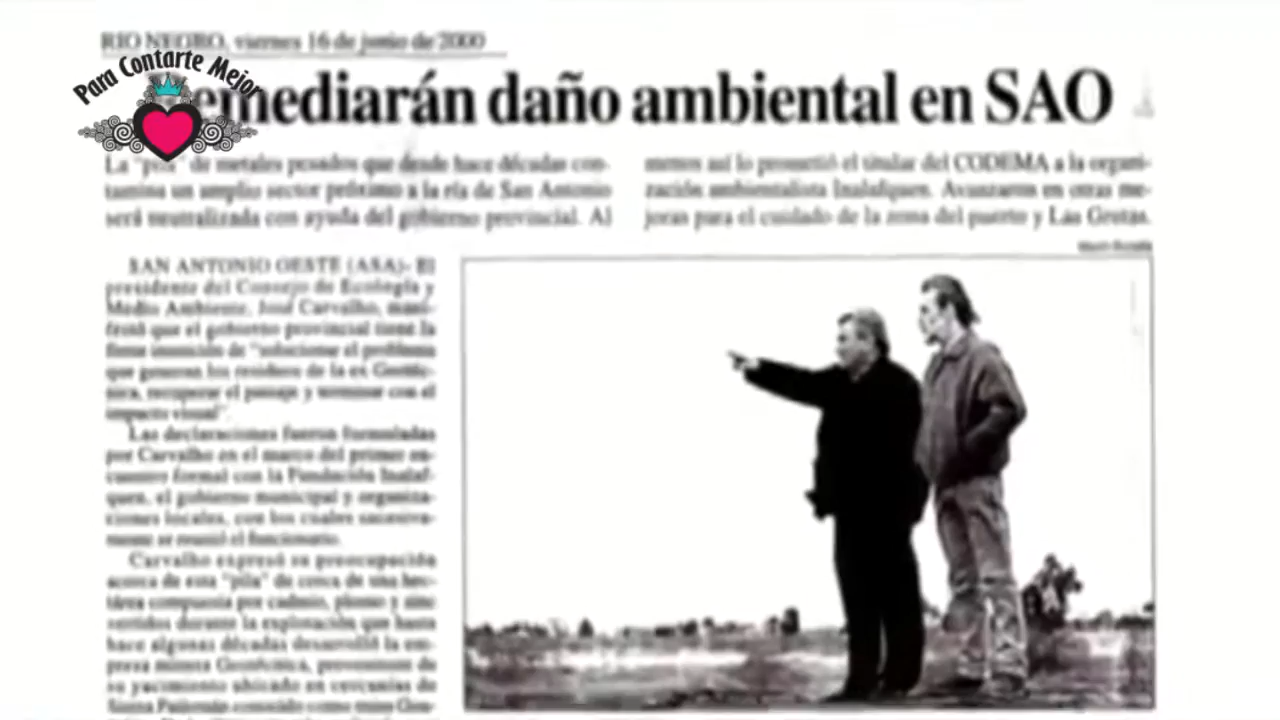 RIO NEGRO, viernes 16 de junio de 2000
Para Contarte Mejor
emediarán daño ambiental en SAO
La "pila" de metales pesados que desde hace décadas con-
tamina un amplio sector próximo a la ría de San Antonio
será neutralizada con ayuda del gobierno provincial. Al
menos así lo prometió el titular del CODEMA a la organi-
zación ambientalista Inalafquen. Avanzaron en otras me-
joras para el cuidado de la zona del puerto y Las Grutas.
SAN ANTONIO OESTE (ASA)- El
presidente del Consejo de Ecología y
Medio Ambiente, José Carvalho, mani-
festó que el gobierno provincial tiene la
firme intención de "solucionar el problema
que generan los residuos de la ex Geotéc-
nica, recuperar el paisaje y terminar con el
impacto visual".
Las declaraciones fueron formuladas
por Carvalho en el marco del primer en-
cuentro formal con la Fundación Inalaf-
quen, el gobierno municipal y organiza-
ciones locales, con los cuales sucesiva-
mente se reunió el funcionario.
Carvalho expresó su preocupación
acerca de esta "pila" de cerca de una hec-
tárea compuesta por cadmio, plomo y zinc
vertidos durante la explotación que hasta
hace algunas décadas desarrolló la em-
presa minera Geotécnica, proveniente de
su yacimiento ubicado en cercanías de
Sierra conocido como mina Gon-